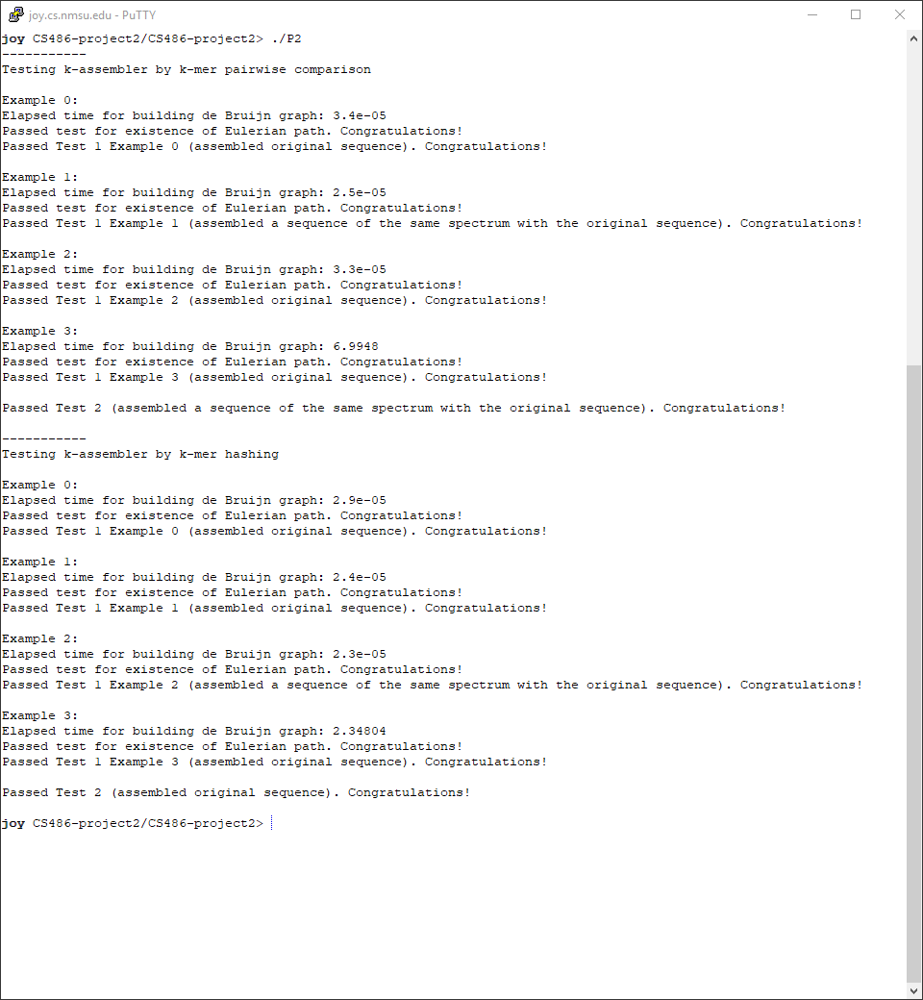 joy.cs.nmsu.edu - PuTTY
joy CS486-project2/CS486-project2> ./P2
-----------
Testing k-assembler by k-mer pairwise comparison
Example 0:
Elapsed time for building de Bruijn graph: 3.4e-05
Passed test for existence of Eulerian path. Congratulations!
Passed Test 1 Example 0 (assembled original sequence). Congratulations!
Example 1:
Elapsed time for building de Bruijn graph: 2.5e-05
Passed test for existence of Eulerian path. Congratulations!
Passed Test 1 Example 1 (assembled a sequence of the same spectrum with the original sequence). Congratulations!
Example 2:
Elapsed time for building de Bruijn graph: 3.3e-05
Passed test for existence of Eulerian path. Congratulations!
Passed Test 1 Example 2 (assembled original sequence). Congratulations!
Example 3:
Elapsed time for building de Bruijn graph: 6.9948
Passed test for existence of Eulerian path. Congratulations!
Passed Test 1 Example 3 (assembled original sequence). Congratulations!
Passed Test 2 (assembled a sequence of the same spectrum with the original sequence). Congratulations!
-----------
Testing k-assembler by k-mer hashing
Example 0:
Elapsed time for building de Bruijn graph: 2.9e-05
Passed test for existence of Eulerian path. Congratulations!
Passed Test 1 Example 0 (assembled original sequence). Congratulations!
Example 1:
Elapsed time for building de Bruijn graph: 2.4e-05
Passed test for existence of Eulerian path. Congratulations!
Passed Test 1 Example 1 (assembled original sequence). Congratulations!
Example 2:
Elapsed time for building de Bruijn graph: 2.3e-05
Passed test for existence of Eulerian path. Congratulations!
Passed Test 1 Example 2 (assembled a sequence of the same spectrum with the original sequence). Congratulations!
Example 3:
Elapsed time for building de Bruijn graph: 2.34804
Passed test for existence of Eulerian path. Congratulations!
Passed Test 1 Example 3 (assembled original sequence). Congratulations!
Passed Test 2 (assembled original sequence). Congratulations!
joy CS486-project2/CS486-project2>